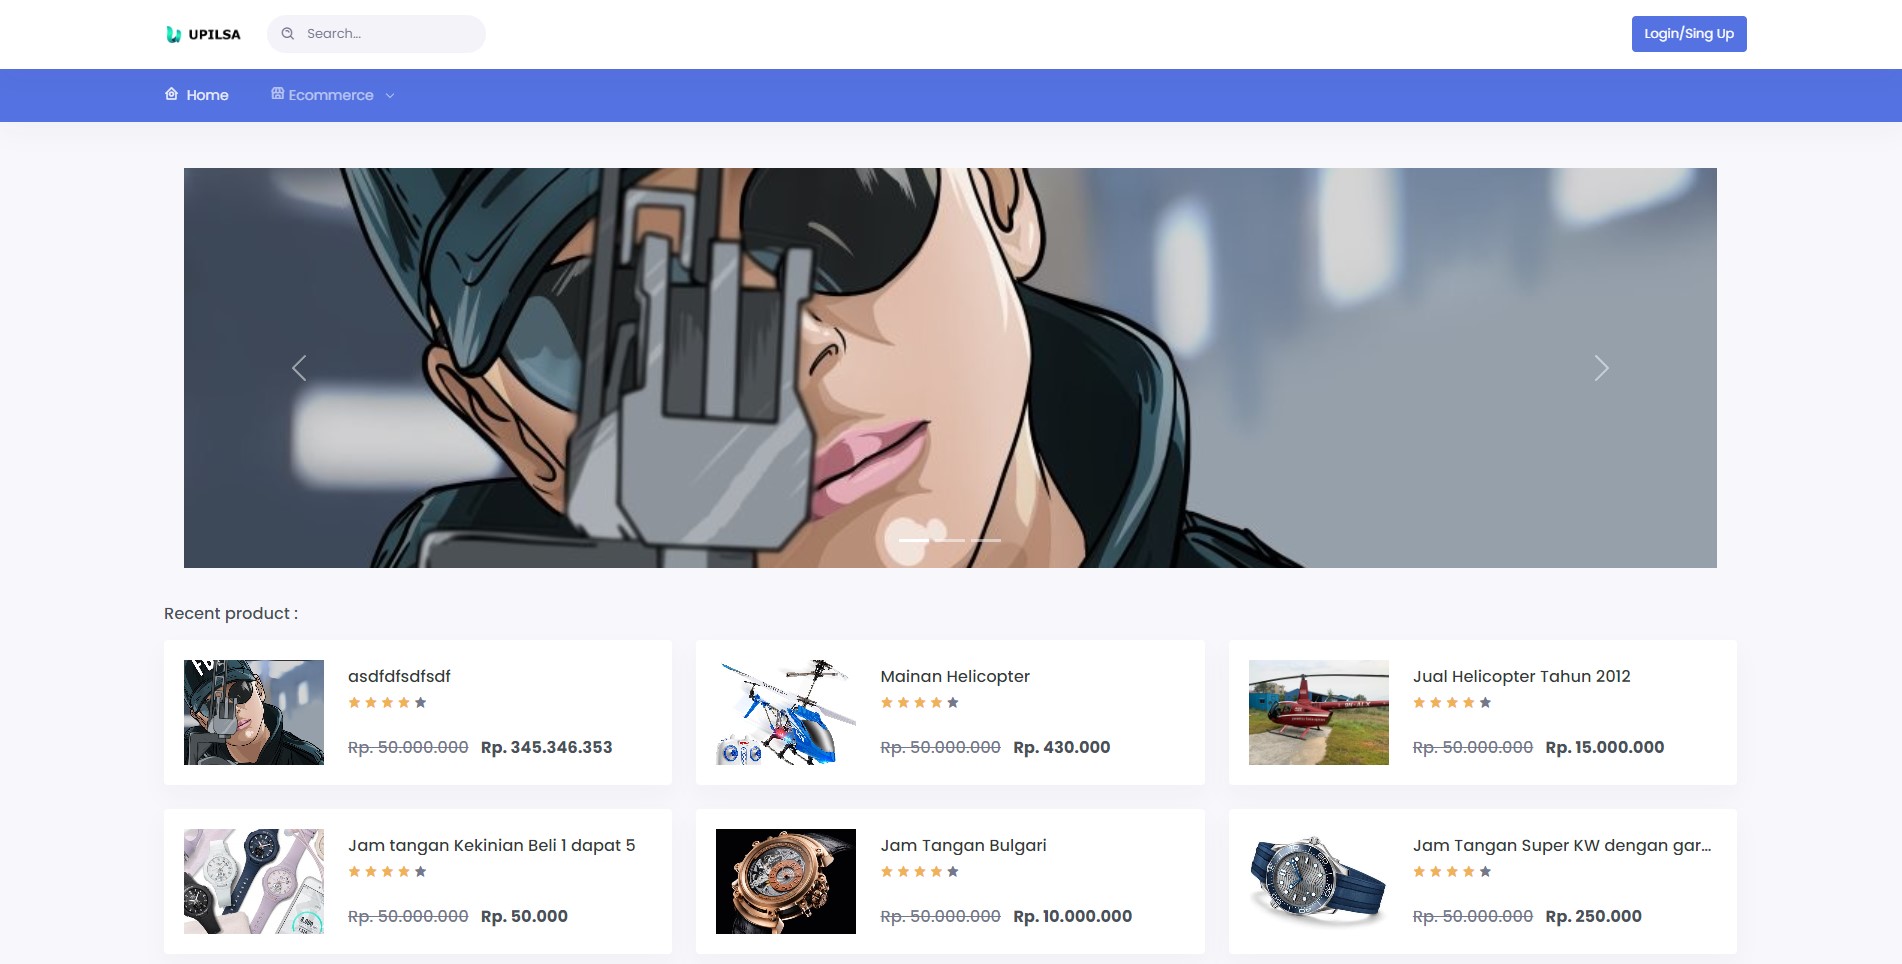 UPILSA
Search...
Login/Sing Up
Home
Ecommerce
Recent product :
asdfdfsdfsdf
Rp. 50.000.000 Rp. 345.346.353
Mainan Helicopter
Rp. 50.000.000 Rp. 430.000
Jual Helicopter Tahun 2012
Rp. 50.000.000 Rp. 15.000.000
Jam tangan Kekinian Beli 1 dapat 5
Rp. 50.000.000 Rp. 50.000
Jam Tangan Bulgari
Rp. 50.000.000 Rp. 10.000.000
Jam Tangan Super KW dengan gar...
Rp. 50.000.000 Rp. 250.000